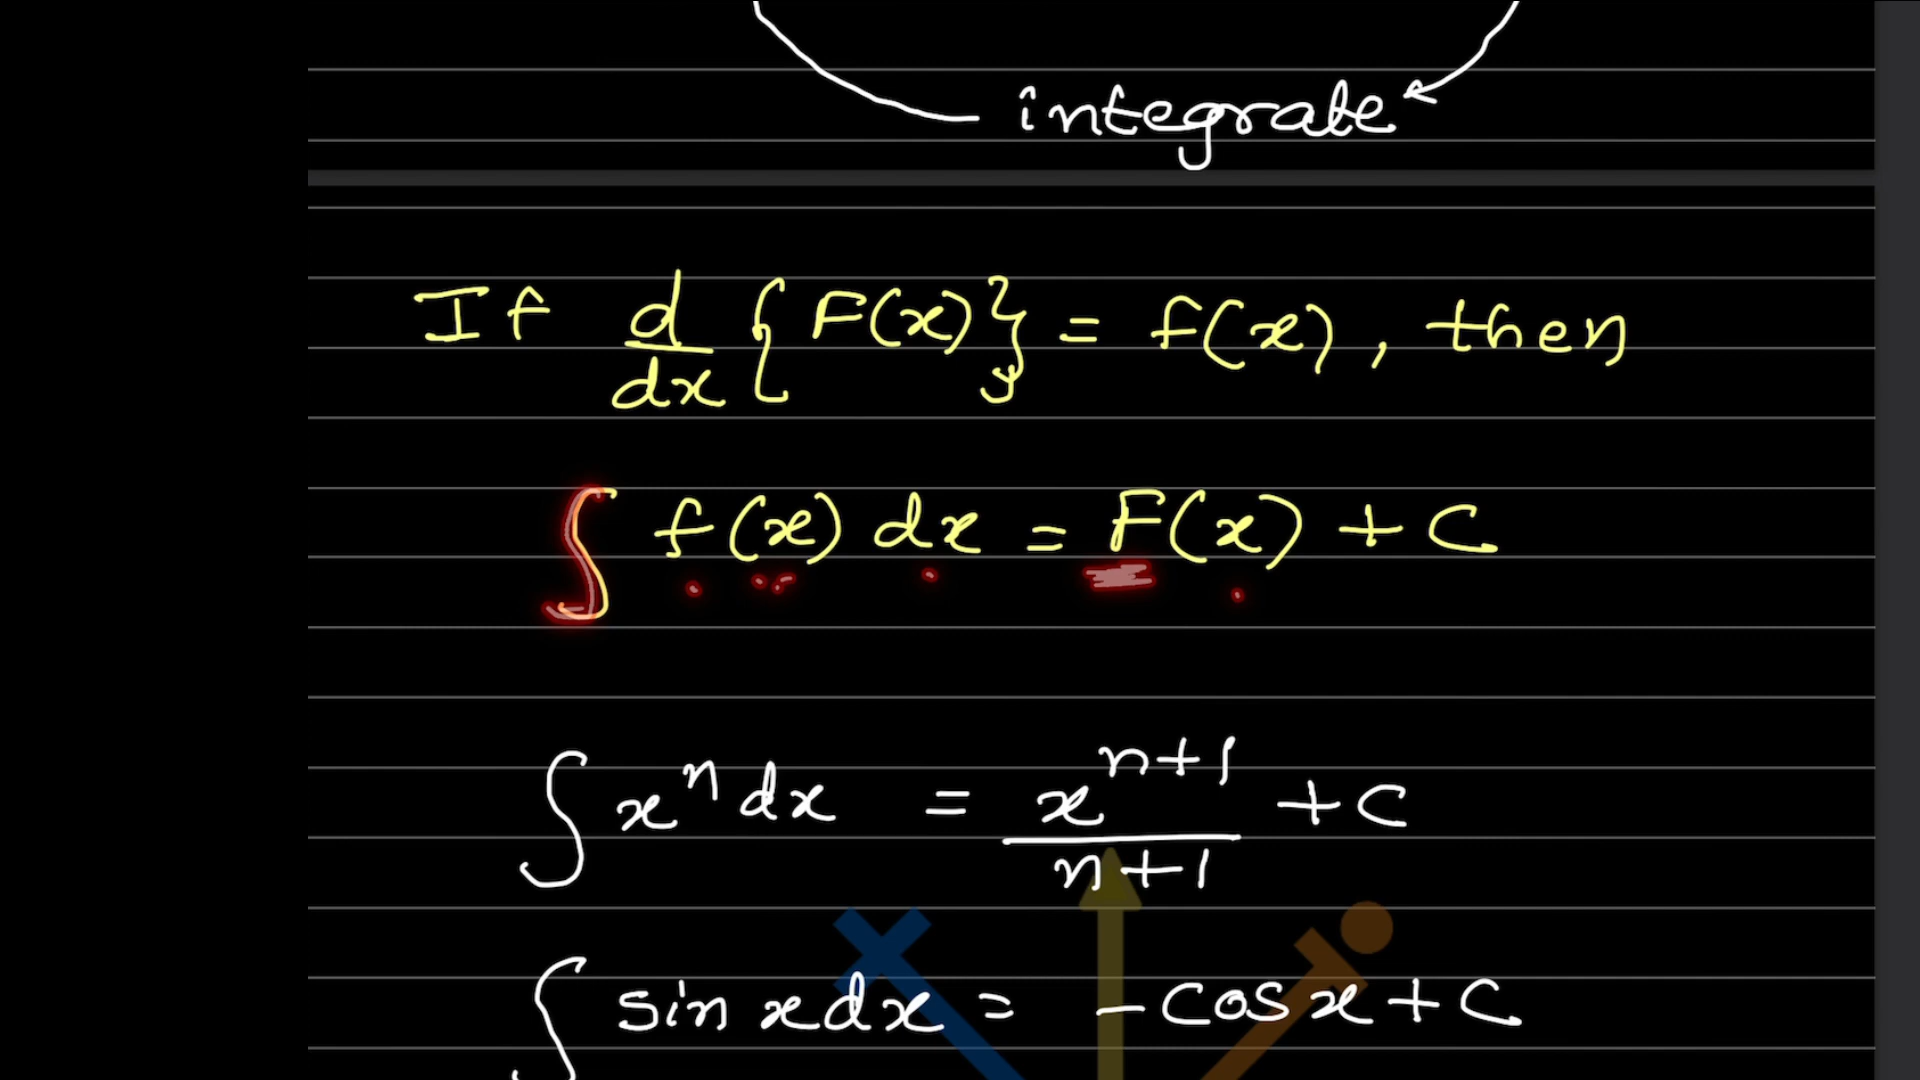 integrate
If d/dx {F(x)} = f(x), then
∫ f(x) dx = F(x) + C
∫ xⁿ dx = xⁿ⁺¹/n+1 + C
∫ sin x dx = - cos x + C